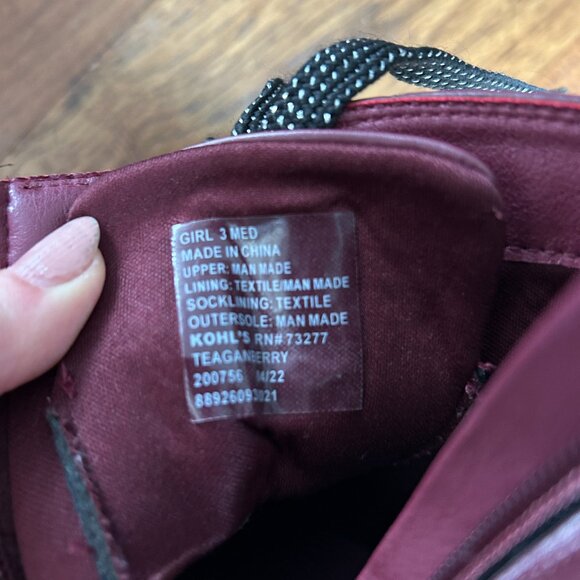 GIRL 3 MED
MADE IN CHINA
UPPER: MAN MADE
LINING: TEXTILE/MAN MADE
SOCKLINING: TEXTILE
OUTERSOLE: MAN MADE
KOHL'S RN# 73277
TEAGANBERRY
200756